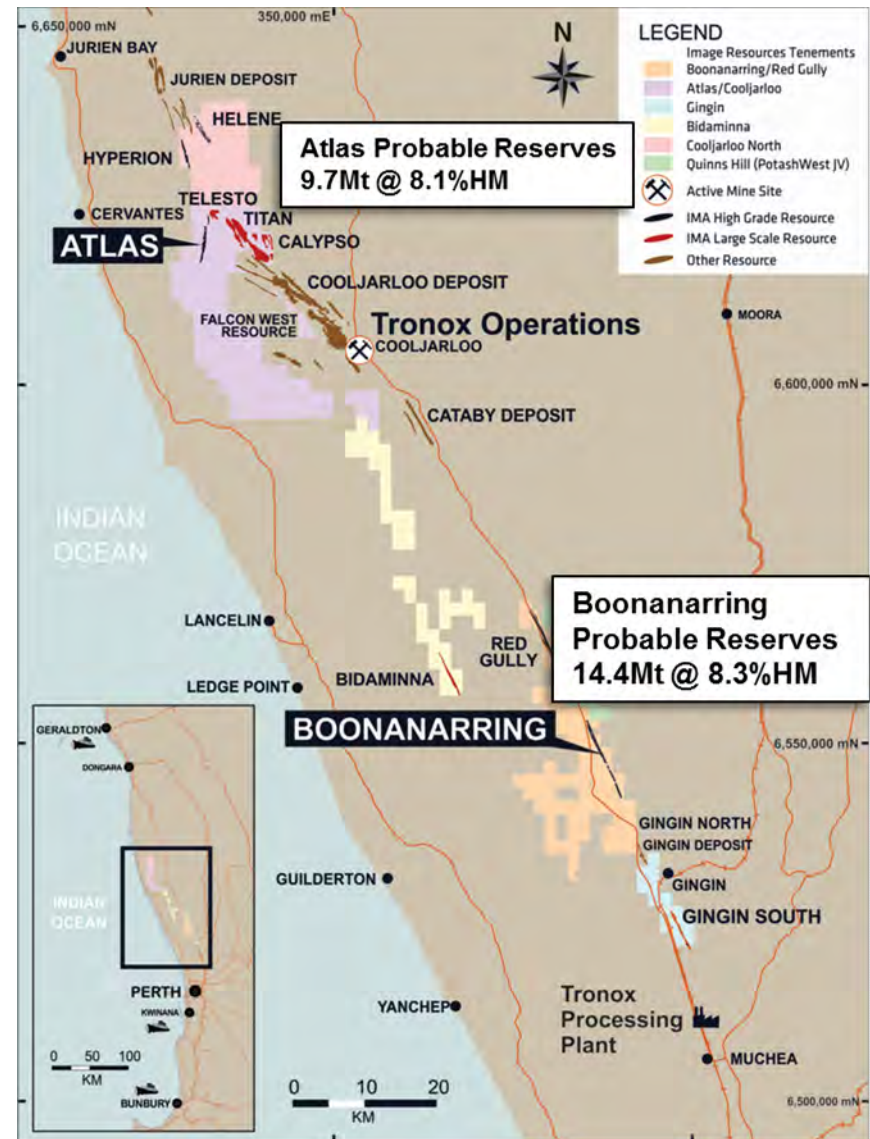 6,650,000 mN
350,000 mE
JURIEN BAY
JURIEN DEPOSIT
N
LEGEND
Image Resources Tenements
Boonanarring/Red Gully
Atlas/Cooljarloo
Gingin
Bidaminna
Cooljarloo North
Quinns Hill (PotashWest JV)
Active Mine Site
IMA High Grade Resource
IMA Large Scale Resource
Other Resource
HELENE
HYPERION
Atlas Probable Reserves
9.7Mt @ 8.1%HM
TELESTO
CERVANTES
TITAN
ATLAS
CALYPSO
COOLJARLOO DEPOSIT
FALCON WEST
RESOURCE
Tronox Operations
COOLJARLOO
MOORA
6,600,000 mN
CATABY DEPOSIT
INDIAN
OCEAN
LANCELIN
RED
GULLY
Boonanarring
Probable Reserves
14.4Mt @ 8.3%HM
BIDAMINNA
LEDGE POINT
BOONANARRING
6,550,000 mN
GERALDTON
DONGARA
INDIAN
OCEAN
PERTH
KWINANA
0 50 100
KM
BUNBURY
GINGIN NORTH
GINGIN DEPOSIT
GUILDERTON
GINGIN
GINGIN SOUTH
YANCHEP
Tronox
Processing
Plant
MUCHEA
0 10 20
KM
6,500,000 mN